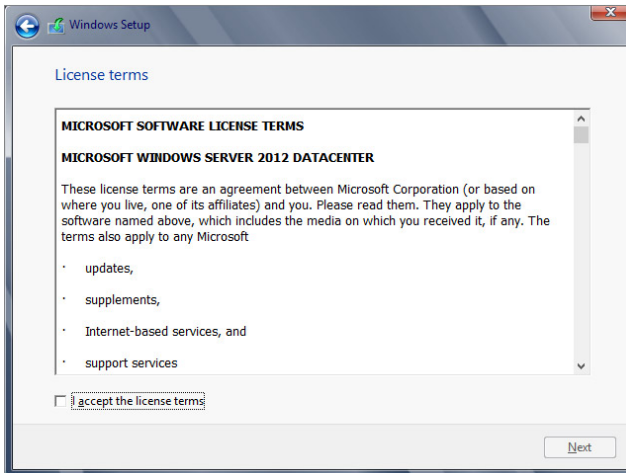 Windows Setup
License terms
MICROSOFT SOFTWARE LICENSE TERMS
MICROSOFT WINDOWS SERVER 2012 DATACENTER
These license terms are an agreement between Microsoft Corporation (or based on
where you live, one of its affiliates) and you. Please read them. They apply to the
software named above, which includes the media on which you received it, if any. The
terms also apply to any Microsoft
· updates,
· supplements,
· Internet-based services, and
· support services
I accept the license terms
Next